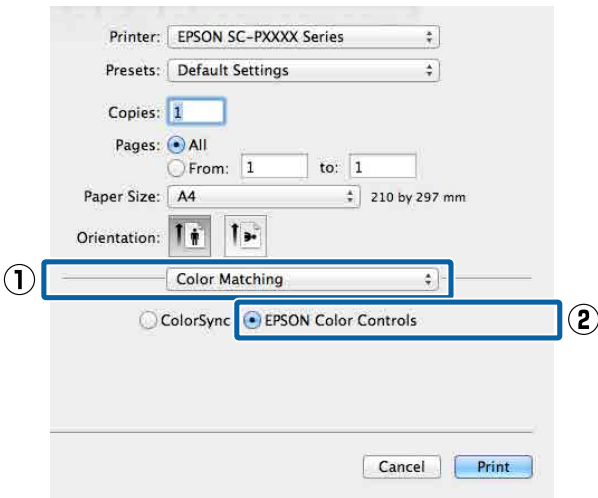 Printer: EPSON SC-PXXXX Series
Presets: Default Settings
Copies: 1
Pages: All
From: 1 to: 1
Paper Size: A4 210 by 297 mm
Orientation:
① Color Matching
ColorSync EPSON Color Controls ②
Cancel Print